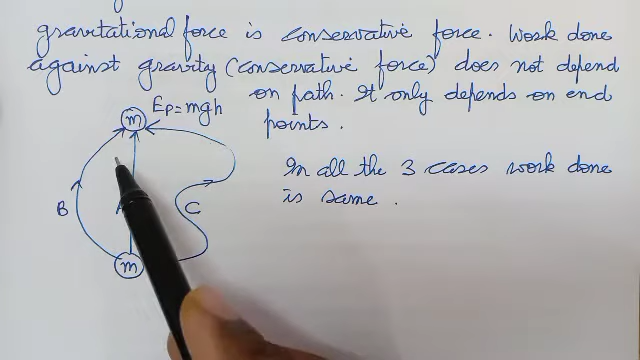 gravitational force is conservative force. Work done
against gravity (conservative force) does not depend
on path. It only depends on end
points.
m
Ep=mgh
In all the 3 cases work done
is same.
B
C
m